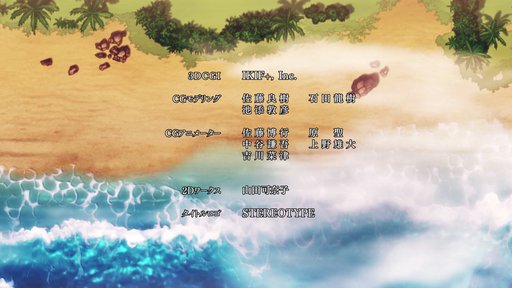 3DCGI IKIF+, Inc.
CGモデリング 佐藤良樹 石田龍樹
池添敦彦
CGアニメーター 佐藤博行 原聖
中谷謙吾 上野雄大
吉川菜津
2Dワークス 山田可奈子
タイトルロゴ STEREOTYPE